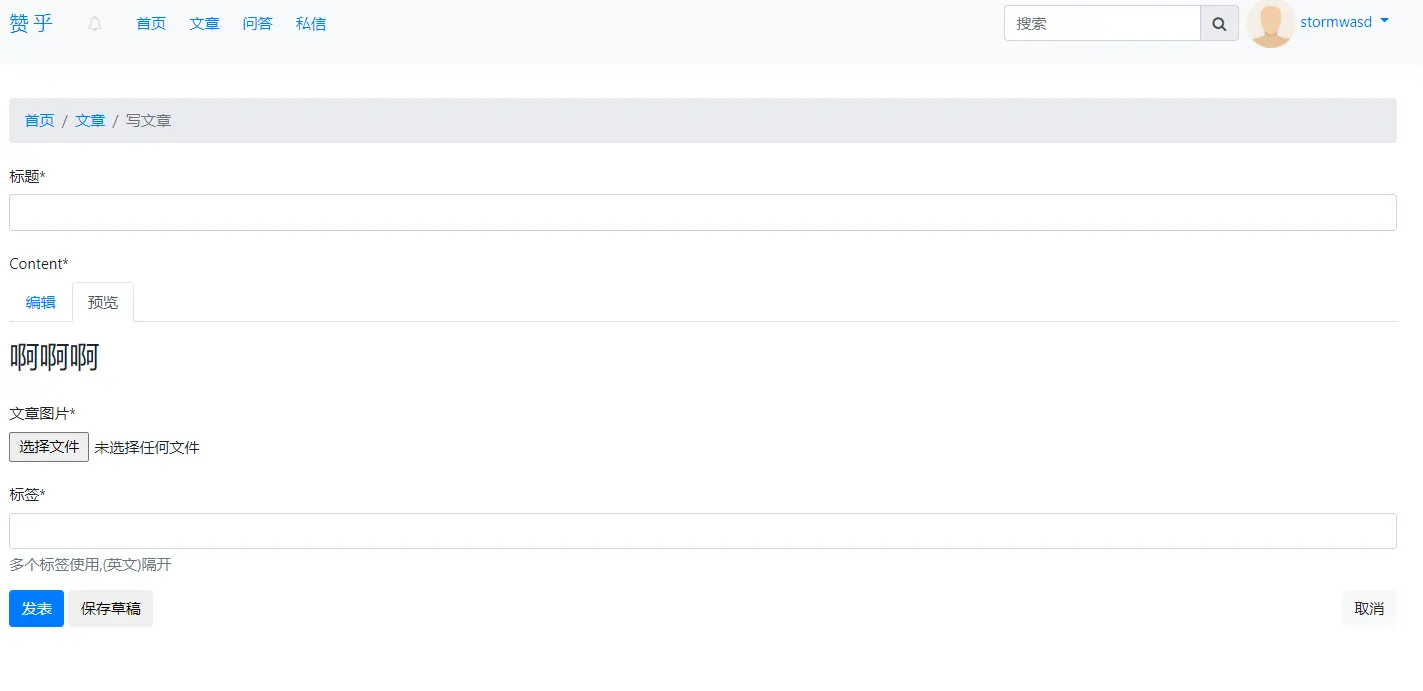 赞乎 首页 文章 问答 私信 搜索 stormwasd
首页 / 文章 / 写文章
标题*
Content*
编辑 预览
啊啊啊
文章图片*
选择文件 未选择任何文件
标签*
多个标签使用,(英文)隔开
发表 保存草稿 取消